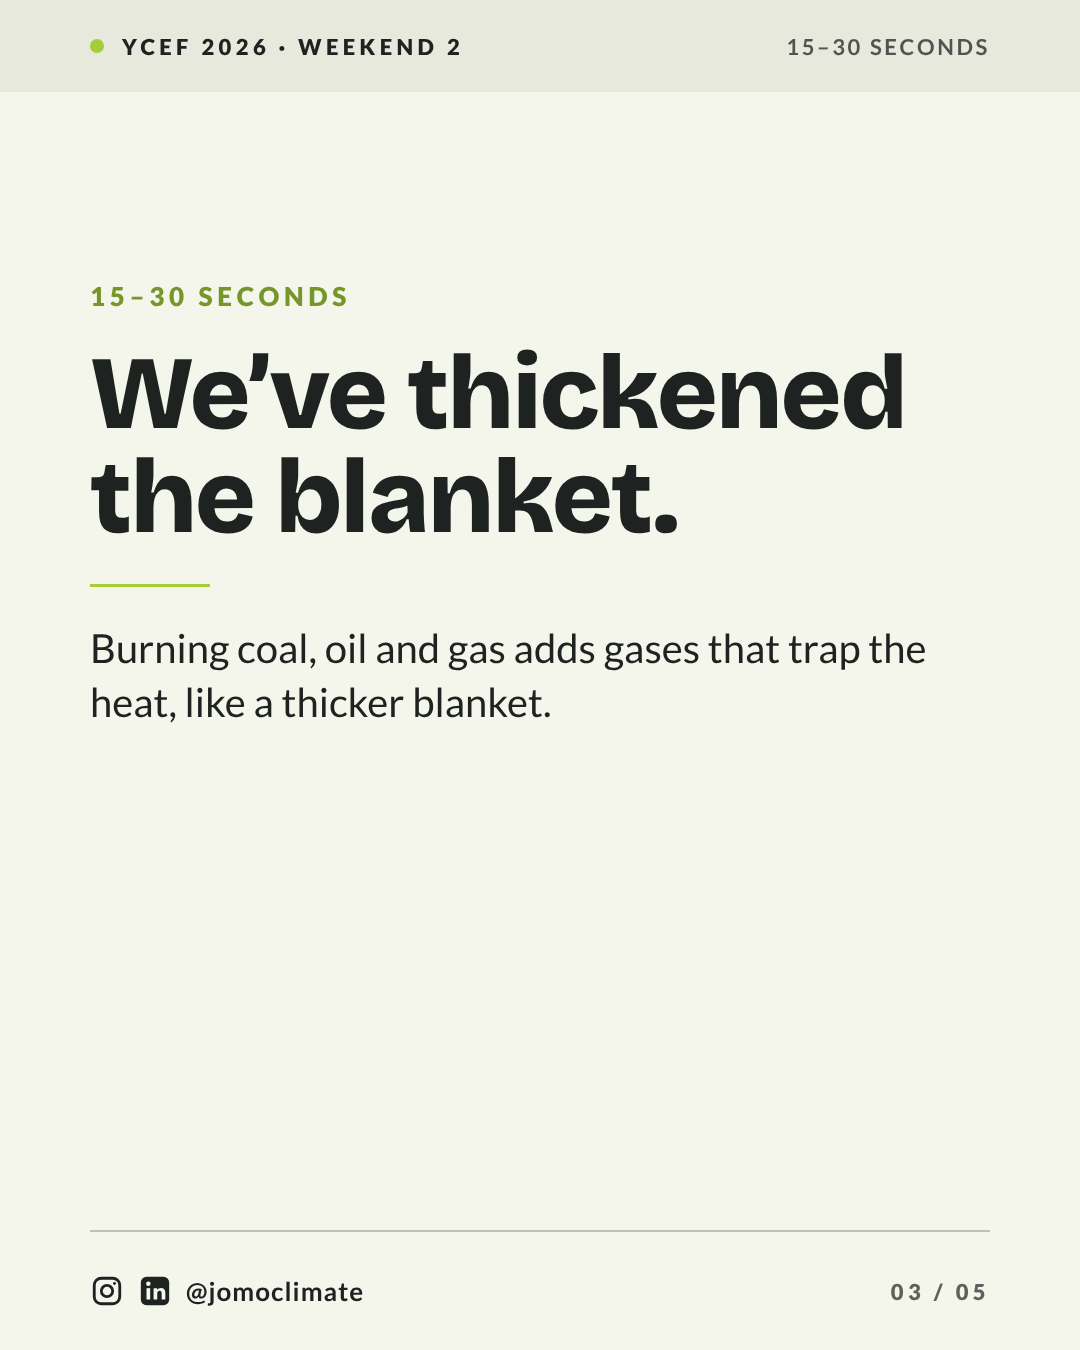 YCEF 2026 · WEEKEND 2
15–30 SECONDS
15–30 SECONDS
We’ve thickened
the blanket.
Burning coal, oil and gas adds gases that trap the
heat, like a thicker blanket.
in @jomoclimate
03 / 05